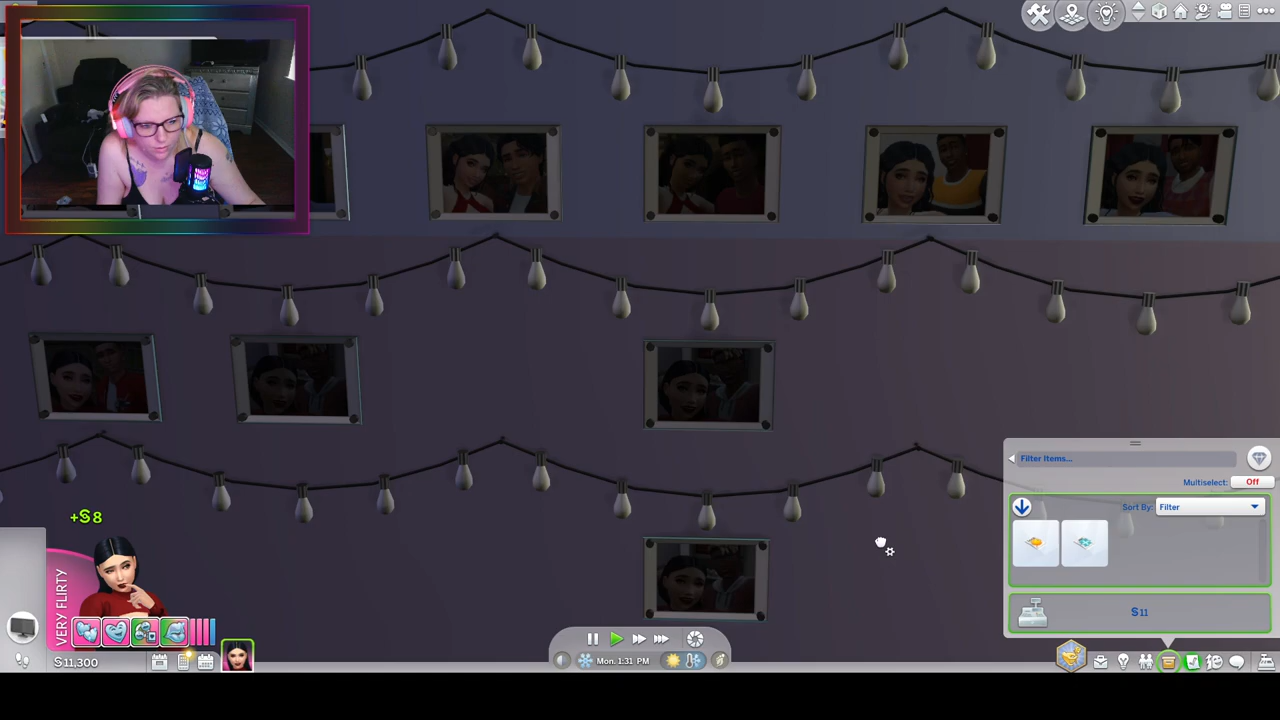 Filter Items...
Multiselect: Off
Sort By: Filter
+§8
VERY FLIRTY
§11
§11,300
Mon. 1:31 PM